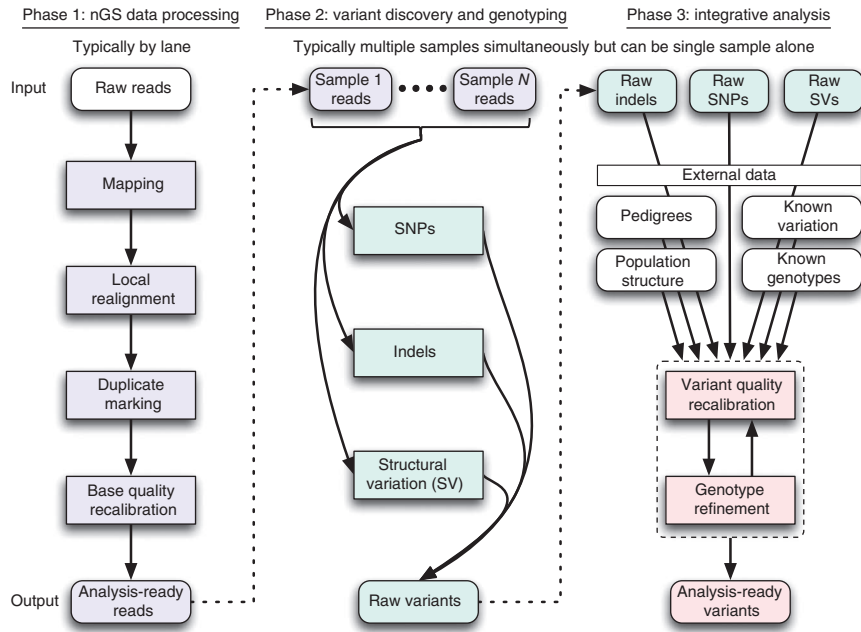 Phase 1: nGS data processing
Typically by lane
Input
Raw reads
Mapping
Local
realignment
Duplicate
marking
Base quality
recalibration
Output
Analysis-ready
reads
Phase 2: variant discovery and genotyping
Typically multiple samples simultaneously but can be single sample alone
Sample 1
reads
Sample N
reads
SNPs
Indels
Structural
variation (SV)
Raw variants
Phase 3: integrative analysis
Raw
indels
Raw
SNPs
Raw
SVs
External data
Pedigrees
Known
variation
Population
structure
Known
genotypes
Variant quality
recalibration
Genotype
refinement
Analysis-ready
variants